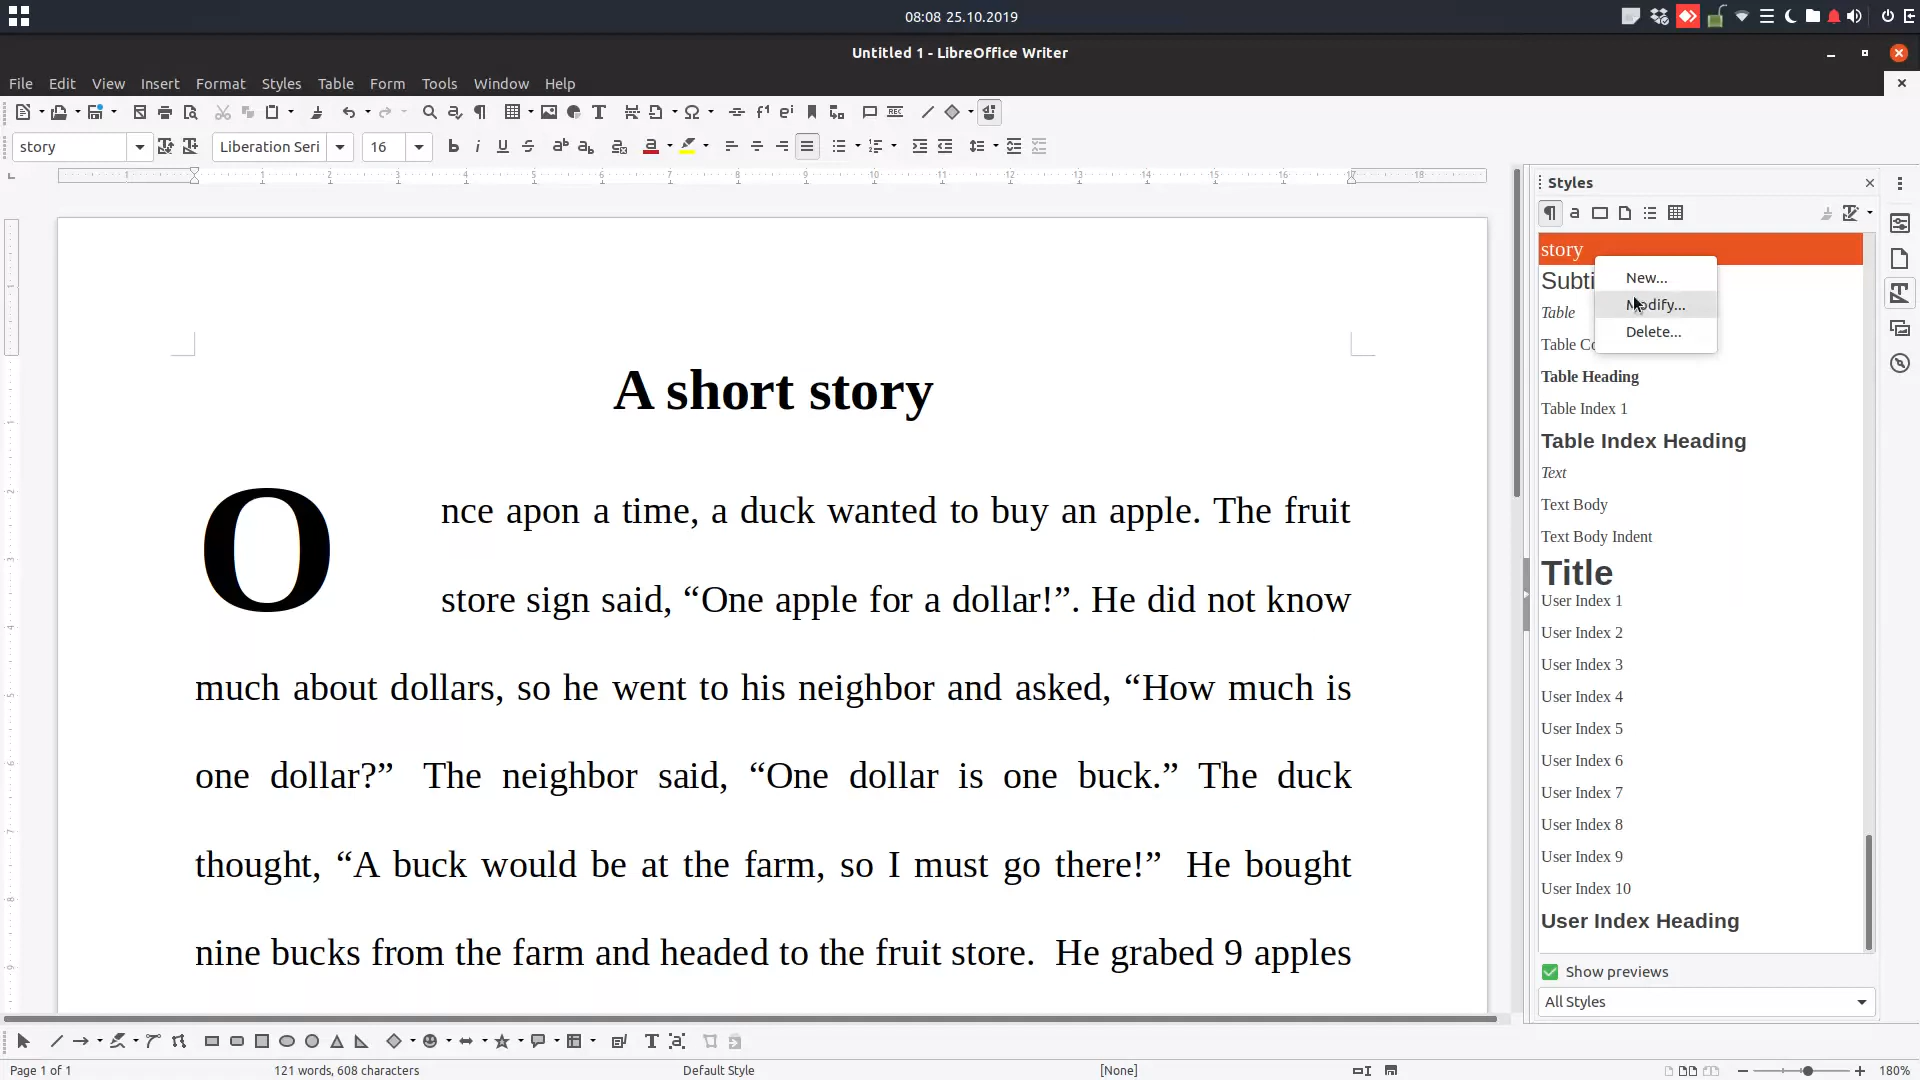 08:08 25.10.2019
Untitled 1 - LibreOffice Writer
File Edit View Insert Format Styles Table Form Tools Window Help
story
Liberation Seri
16
Styles
story
Subti
Table
Table Co
Table Heading
Table Index 1
Table Index Heading
Text
Text Body
Text Body Indent
Title
User Index 1
User Index 2
User Index 3
User Index 4
User Index 5
User Index 6
User Index 7
User Index 8
User Index 9
User Index 10
User Index Heading
New...
Modify...
Delete...
Show previews
All Styles
A short story
Once apon a time, a duck wanted to buy an apple. The fruit
store sign said, “One apple for a dollar!”. He did not know
much about dollars, so he went to his neighbor and asked, “How much is
one dollar?” The neighbor said, “One dollar is one buck.” The duck
thought, “A buck would be at the farm, so I must go there!” He bought
nine bucks from the farm and headed to the fruit store. He grabed 9 apples
Page 1 of 1
121 words, 608 characters
Default Style
[None]
180%